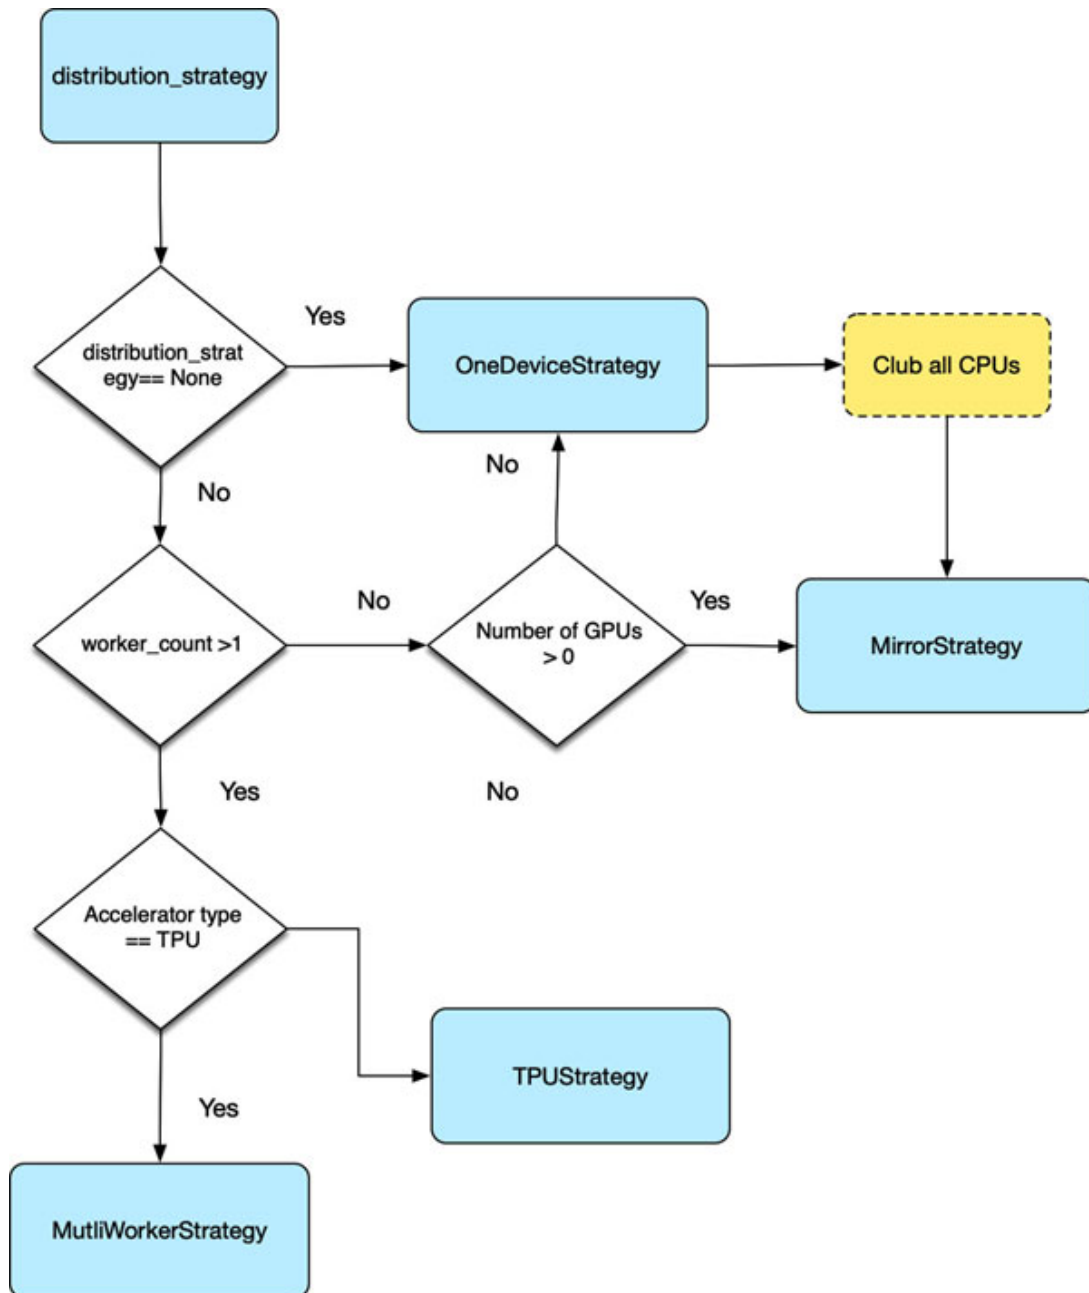 distribution_strategy
distribution_strat
egy== None
Yes
OneDeviceStrategy
Club all CPUs
No
No
worker_count >1
No
Number of GPUs
> 0
Yes
MirrorStrategy
Yes
No
Accelerator type
== TPU
TPUStrategy
Yes
MutliWorkerStrategy